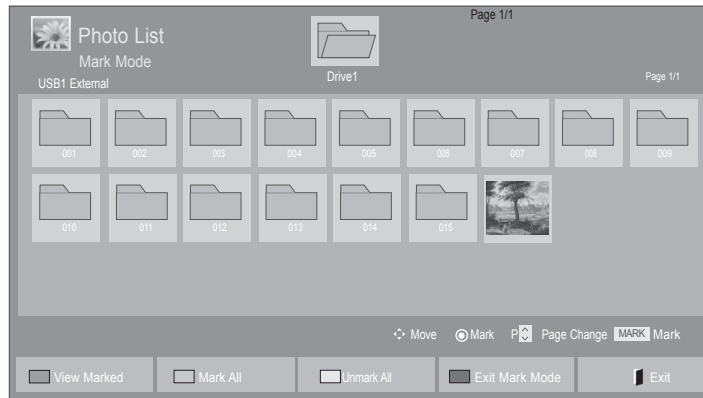 Page 1/1
Photo List
Mark Mode
USB1 External
Drive1
Page 1/1
001 002 003 004 005 006 007 008 009
010 011 012 013 014 015
Move Mark P Page Change MARK Mark
View Marked Mark All Unmark All Exit Mark Mode Exit